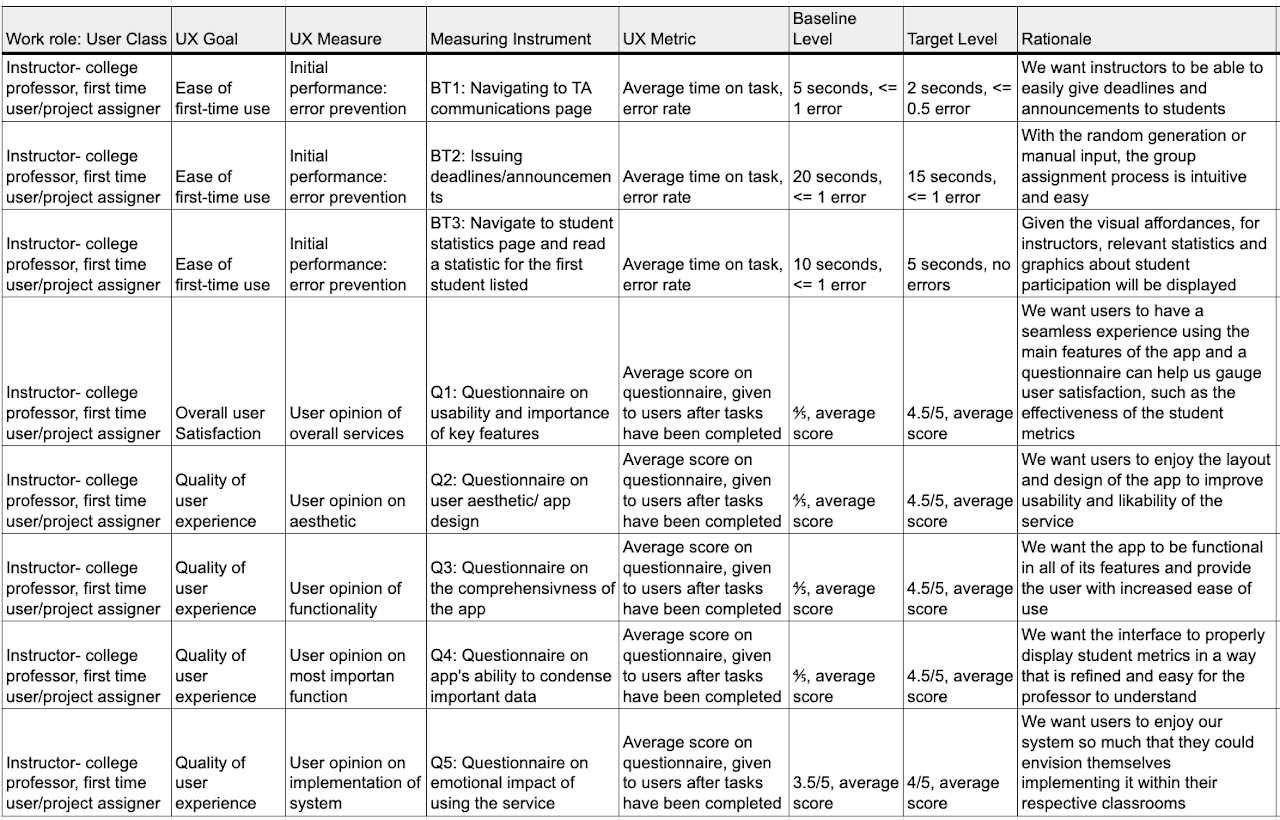 Work role: User Class
UX Goal
UX Measure
Measuring Instrument
UX Metric
Baseline
Level
Target Level
Rationale
Instructor- college
professor, first time
user/project assigner
Ease of
first-time use
Initial
performance:
error prevention
BT1: Navigating to TA
communications page
Average time on task,
error rate
5 seconds, <=
1 error
2 seconds, <=
0.5 error
We want instructors to be able to
easily give deadlines and
announcements to students
Instructor- college
professor, first time
user/project assigner
Ease of
first-time use
Initial
performance:
error prevention
BT2: Issuing
deadlines/announcemen
ts
Average time on task,
error rate
20 seconds,
<= 1 error
15 seconds,
<= 1 error
With the random generation or
manual input, the group
assignment process is intuitive
and easy
Instructor- college
professor, first time
user/project assigner
Ease of
first-time use
Initial
performance:
error prevention
BT3: Navigate to student
statistics page and read
a statistic for the first
student listed
Average time on task,
error rate
10 seconds,
<= 1 error
5 seconds, no
errors
Given the visual affordances, for
instructors, relevant statistics and
graphics about student
participation will be displayed
Instructor- college
professor, first time
user/project assigner
Overall user
Satisfaction
User opinion of
overall services
Q1: Questionnaire on
usability and importance
of key features
Average score on
questionnaire, given
to users after tasks
have been completed
⅘, average
score
4.5/5, average
score
We want users to have a
seamless experience using the
main features of the app and a
questionnaire can help us gauge
user satisfaction, such as the
effectiveness of the student
metrics
Instructor- college
professor, first time
user/project assigner
Quality of
user
experience
User opinion on
aesthetic
Q2: Questionnaire on
user aesthetic/ app
design
Average score on
questionnaire, given
to users after tasks
have been completed
⅘, average
score
4.5/5, average
score
We want users to enjoy the layout
and design of the app to improve
usability and likability of the
service
Instructor- college
professor, first time
user/project assigner
Quality of
user
experience
User opinion of
functionality
Q3: Questionnaire on
the comprehensivness of
the app
Average score on
questionnaire, given
to users after tasks
have been completed
⅘, average
score
4.5/5, average
score
We want the app to be functional
in all of its features and provide
the user with increased ease of
use
Instructor- college
professor, first time
user/project assigner
Quality of
user
experience
User opinion on
most importan
function
Q4: Questionnaire on
app's ability to condense
important data
Average score on
questionnaire, given
to users after tasks
have been completed
⅘, average
score
4.5/5, average
score
We want the interface to properly
display student metrics in a way
that is refined and easy for the
professor to understand
Instructor- college
professor, first time
user/project assigner
Quality of
user
experience
User opinion on
implementation of
system
Q5: Questionnaire on
emotional impact of
using the service
Average score on
questionnaire, given
to users after tasks
have been completed
3.5/5, average
score
4/5, average
score
We want users to enjoy our
system so much that they could
envision themselves
implementing it within their
respective classrooms